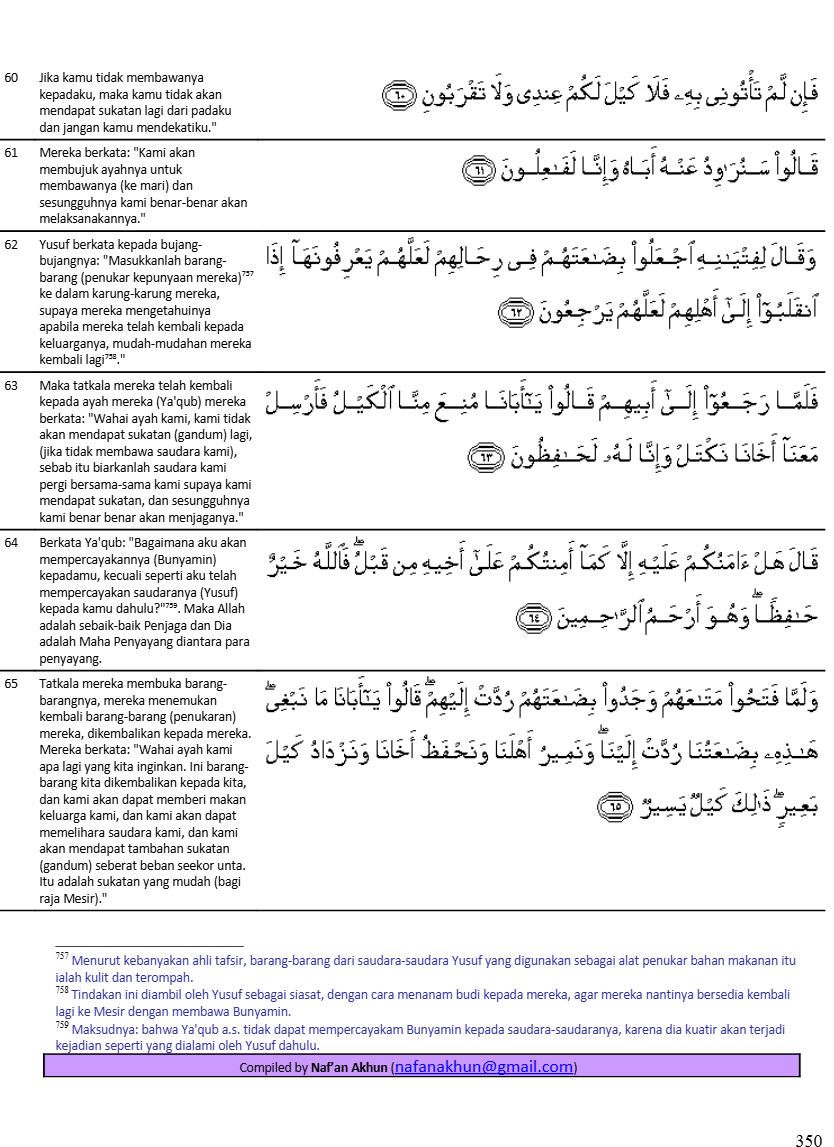 60 Jika kamu tidak membawanya
kepadaku, maka kamu tidak akan
mendapat sukatan lagi dari padaku
dan jangan kamu mendekatiku."
فَإِن لَّمْ تَأْتُونِى بِهِۦ فَلَا كَيْلَ لَكُمْ عِندِى وَلَا تَقْرَبُونِ ٦٠
61 Mereka berkata: "Kami akan
membujuk ayahnya untuk
membawanya (ke mari) dan
sesungguhnya kami benar-benar akan
melaksanakannya."
قَالُوا۟ سَنُرَٰوِدُ عَنْهُ أَبَاهُ وَإِنَّا لَفَـٰعِلُونَ ٦١
62 Yusuf berkata kepada bujang-
bujangnya: "Masukkanlah barang-
barang (penukar kepunyaan mereka)757
ke dalam karung-karung mereka,
supaya mereka mengetahuinya
apabila mereka telah kembali kepada
keluarganya, mudah-mudahan mereka
kembali lagi758."
وَقَالَ لِفِتْيَـٰنِهِ ٱجْعَلُوا۟ بِضَـٰعَتَهُمْ فِى رِحَالِهِمْ لَعَلَّهُمْ يَعْرِفُونَهَآ إِذَا
ٱنقَلَبُوٓا۟ إِلَىٰٓ أَهْلِهِمْ لَعَلَّهُمْ يَرْجِعُونَ ٦٢
63 Maka tatkala mereka telah kembali
kepada ayah mereka (Ya'qub) mereka
berkata: "Wahai ayah kami, kami tidak
akan mendapat sukatan (gandum) lagi,
(jika tidak membawa saudara kami),
sebab itu biarkanlah saudara kami
pergi bersama-sama kami supaya kami
mendapat sukatan, dan sesungguhnya
kami benar benar akan menjaganya."
فَلَمَّا رَجَعُوٓا۟ إِلَىٰٓ أَبِيهِمْ قَالُوا۟ يَـٰٓأَبَانَا مُنِعَ مِنَّا ٱلْكَيْلُ فَأَرْسِلْ
مَعَنَآ أَخَانَا نَكْتَلْ وَإِنَّا لَهُۥ لَحَـٰفِظُونَ ٦٣
64 Berkata Ya'qub: "Bagaimana aku akan
mempercayakannya (Bunyamin)
kepadamu, kecuali seperti aku telah
mempercayakan saudaranya (Yusuf)
kepada kamu dahulu?"759. Maka Allah
adalah sebaik-baik Penjaga dan Dia
adalah Maha Penyayang diantara para
penyayang.
قَالَ هَلْ ءَامَنُكُمْ عَلَيْهِ إِلَّا كَمَآ أَمِنتُكُمْ عَلَىٰٓ أَخِيهِ مِن قَبْلُ ۖ فَٱللَّهُ خَيْرٌ
حَـٰفِظًا ۖ وَهُوَ أَرْحَمُ ٱلرَّٰحِمِينَ ٦٤
65 Tatkala mereka membuka barang-
barangnya, mereka menemukan
kembali barang-barang (penukaran)
mereka, dikembalikan kepada mereka.
Mereka berkata: "Wahai ayah kami
apa lagi yang kita inginkan. Ini barang-
barang kita dikembalikan kepada kita,
dan kami akan dapat memberi makan
keluarga kami, dan kami akan dapat
memelihara saudara kami, dan kami
akan mendapat tambahan sukatan
(gandum) seberat beban seekor unta.
Itu adalah sukatan yang mudah (bagi
raja Mesir)."
وَلَمَّا فَتَحُوا۟ مَتَـٰعَهُمْ وَجَدُوا۟ بِضَـٰعَتَهُمْ رُدَّتْ إِلَيْهِمْ ۖ قَالُوا۟ يَـٰٓأَبَانَا مَا نَبْغِى ۖ
هَـٰذِهِۦ بِضَـٰعَتُنَا رُدَّتْ إِلَيْنَا ۖ وَنَمِيرُ أَهْلَنَا وَنَحْفَظُ أَخَانَا وَنَزْدَادُ كَيْلَ
بَعِيرٍ ۖ ذَٰلِكَ كَيْلٌ يَسِيرٌ ٦٥
757 Menurut kebanyakan ahli tafsir, barang-barang dari saudara-saudara Yusuf yang digunakan sebagai alat penukar bahan makanan itu
ialah kulit dan terompah.
758 Tindakan ini diambil oleh Yusuf sebagai siasat, dengan cara menanam budi kepada mereka, agar mereka nantinya bersedia kembali
lagi ke Mesir dengan membawa Bunyamin.
759 Maksudnya: bahwa Ya'qub a.s. tidak dapat mempercayakam Bunyamin kepada saudara-saudaranya, karena dia kuatir akan terjadi
kejadian seperti yang dialami oleh Yusuf dahulu.
Compiled by Naf'an Akhun (nafanakhun@gmail.com)
350